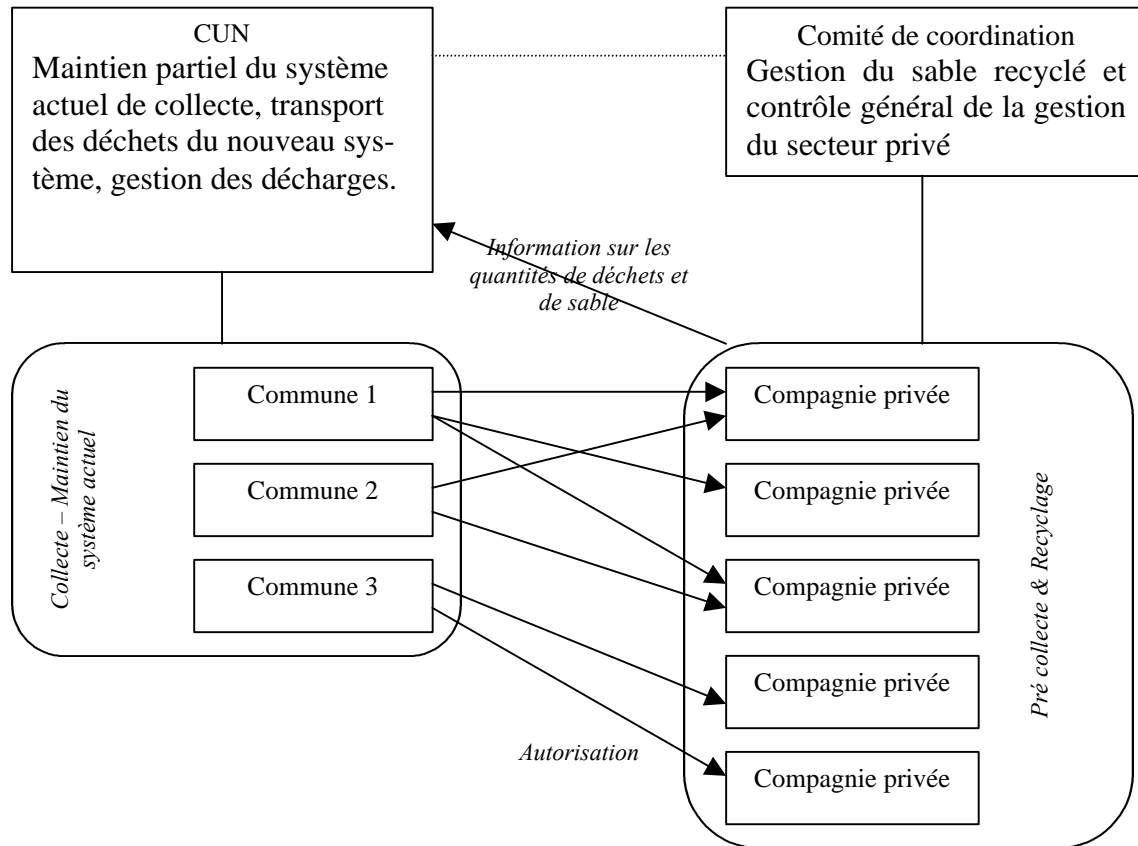 CUN
Maintien partiel du système
actuel de collecte, transport
des déchets du nouveau sys-
tème, gestion des décharges.
Comité de coordination
Gestion du sable recyclé et
contrôle général de la gestion
du secteur privé
Information sur les
quantités de déchets et
de sable
Collecte – Maintien du
système actuel
Commune 1
Commune 2
Commune 3
Compagnie privée
Compagnie privée
Compagnie privée
Compagnie privée
Compagnie privée
Pré collecte & Recyclage
Autorisation